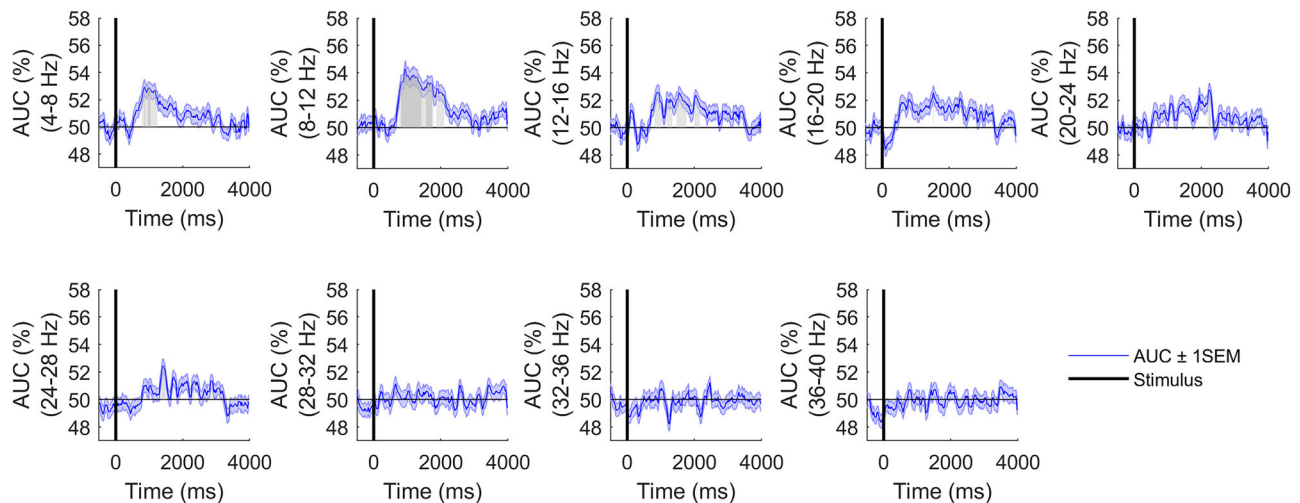 58
56
54
52
50
48
AUC (%)
(4-8 Hz)
0 2000 4000
Time (ms)
58
56
54
52
50
48
AUC (%)
(8-12 Hz)
0 2000 4000
Time (ms)
58
56
54
52
50
48
AUC (%)
(12-16 Hz)
0 2000 4000
Time (ms)
58
56
54
52
50
48
AUC (%)
(16-20 Hz)
0 2000 4000
Time (ms)
58
56
54
52
50
48
AUC (%)
(20-24 Hz)
0 2000 4000
Time (ms)
58
56
54
52
50
48
AUC (%)
(24-28 Hz)
0 2000 4000
Time (ms)
58
56
54
52
50
48
AUC (%)
(28-32 Hz)
0 2000 4000
Time (ms)
58
56
54
52
50
48
AUC (%)
(32-36 Hz)
0 2000 4000
Time (ms)
58
56
54
52
50
48
AUC (%)
(36-40 Hz)
0 2000 4000
Time (ms)
AUC ± 1SEM
Stimulus